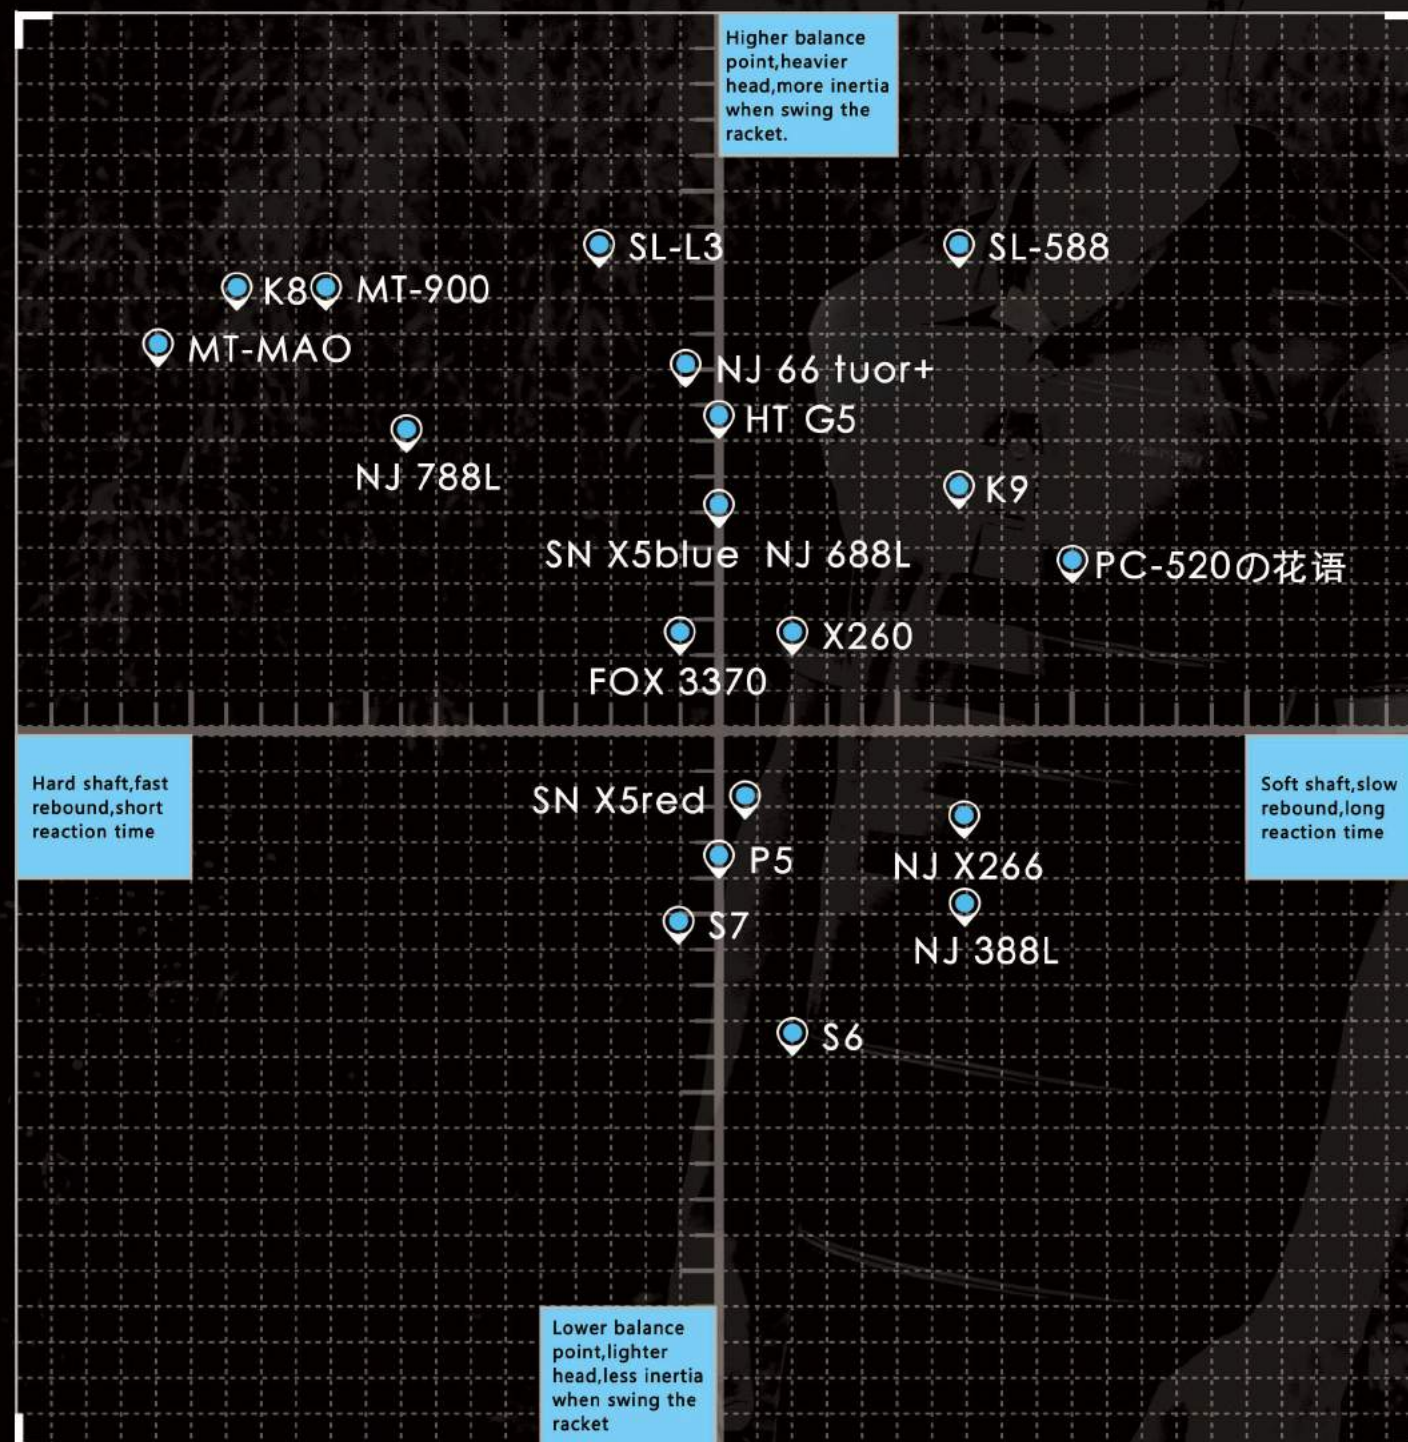 Higher balance
point,heavier
head,more inertia
when swing the
racket.
SL-L3
SL-588
K8
MT-900
MT-MAO
NJ 66 tuor+
HT G5
NJ 788L
K9
SN X5blue NJ 688L
PC-520の花语
X260
FOX 3370
Hard shaft,fast
rebound,short
reaction time
Soft shaft,slow
rebound,long
reaction time
SN X5red
P5
NJ X266
S7
NJ 388L
S6
Lower balance
point,lighter
head,less inertia
when swing the
racket